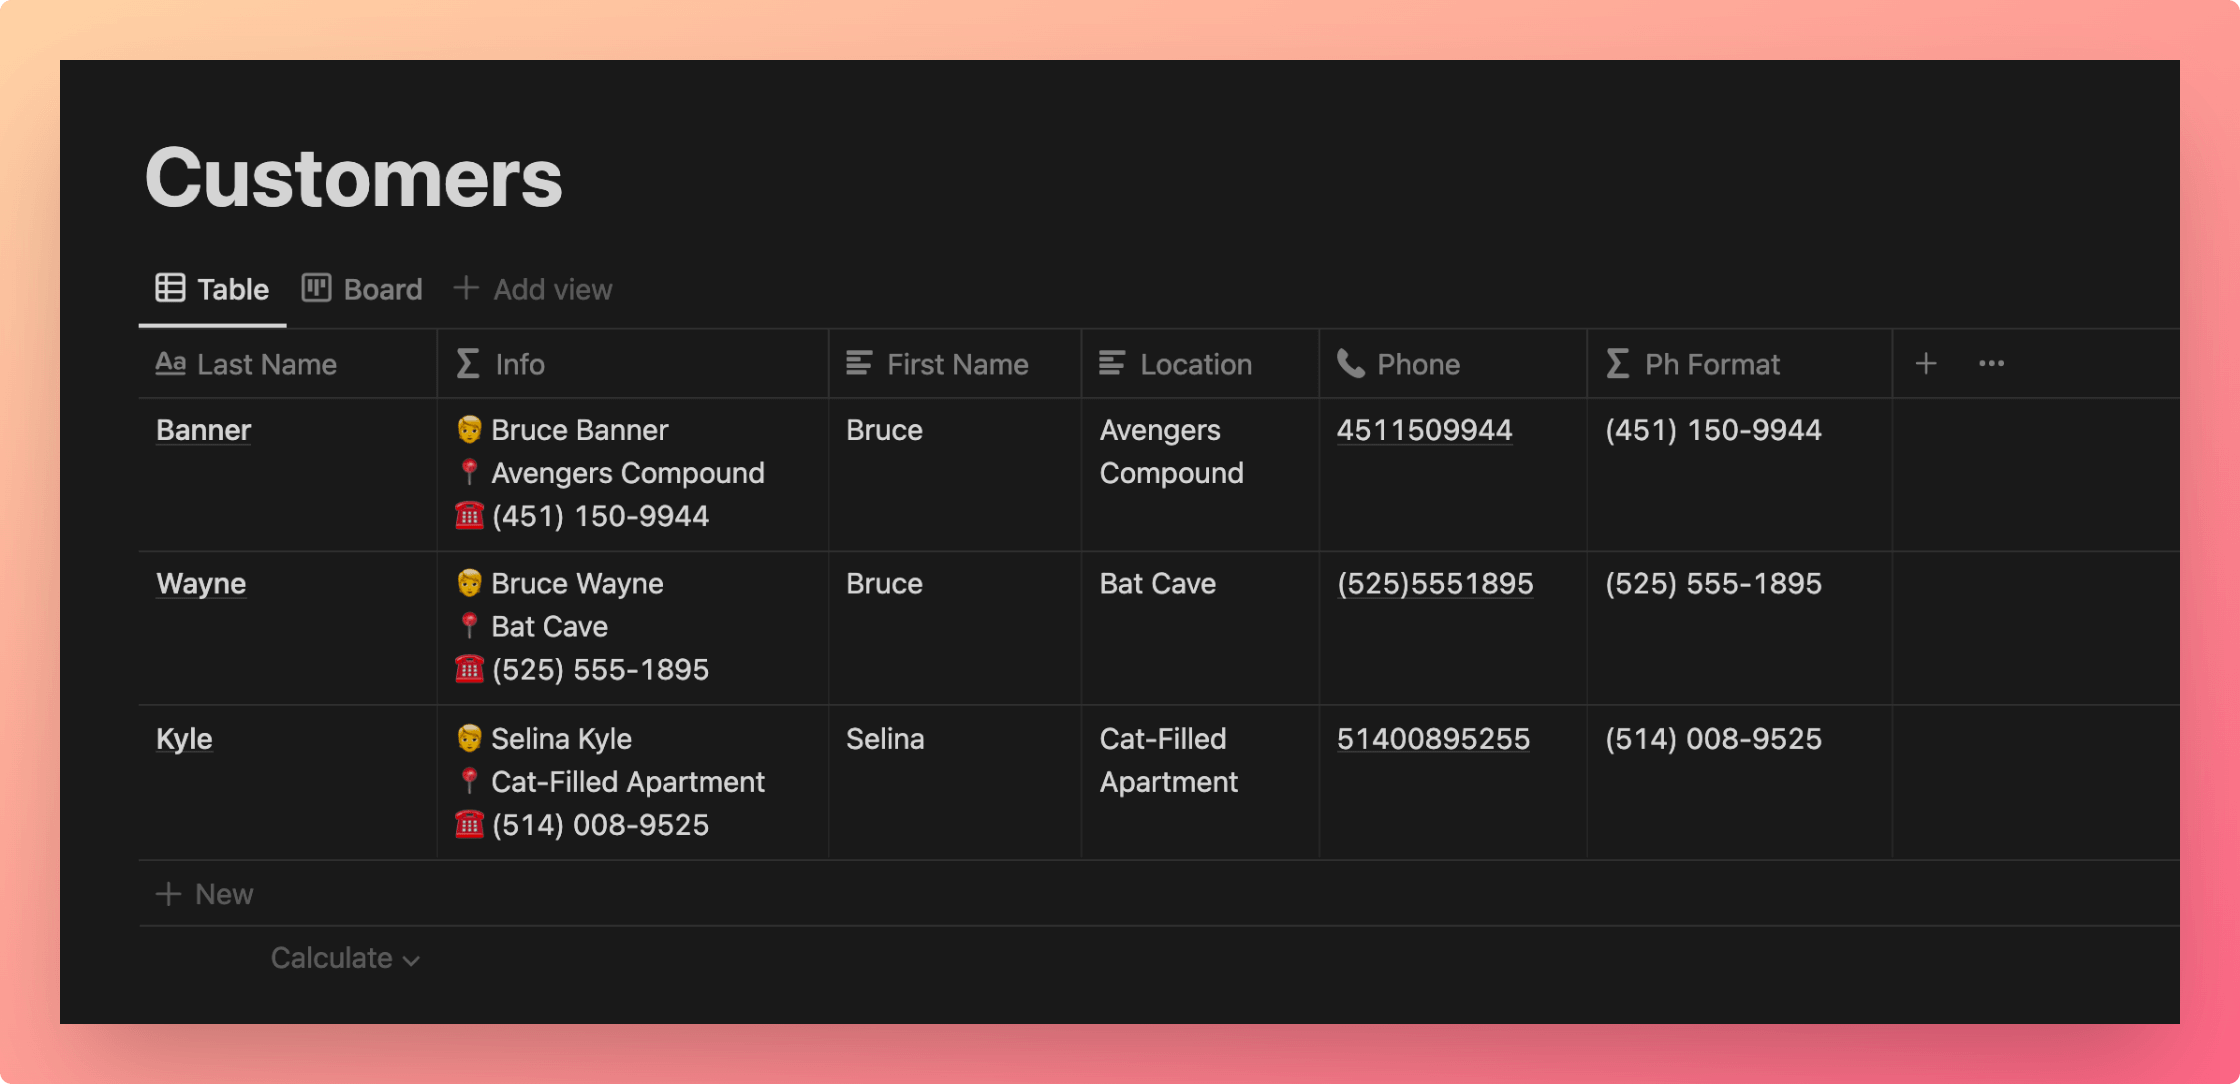 Customers
Table Board + Add view
Aa Last Name Σ Info First Name Location Phone Σ Ph Format + ...
Banner 🧑 Bruce Banner Bruce Avengers 4511509944 (451) 150-9944
📍 Avengers Compound Compound
☎️ (451) 150-9944
Wayne 🧑 Bruce Wayne Bruce Bat Cave (525)5551895 (525) 555-1895
📍 Bat Cave
☎️ (525) 555-1895
Kyle 🧑 Selina Kyle Selina Cat-Filled 51400895255 (514) 008-9525
📍 Cat-Filled Apartment Apartment
☎️ (514) 008-9525
+ New
Calculate